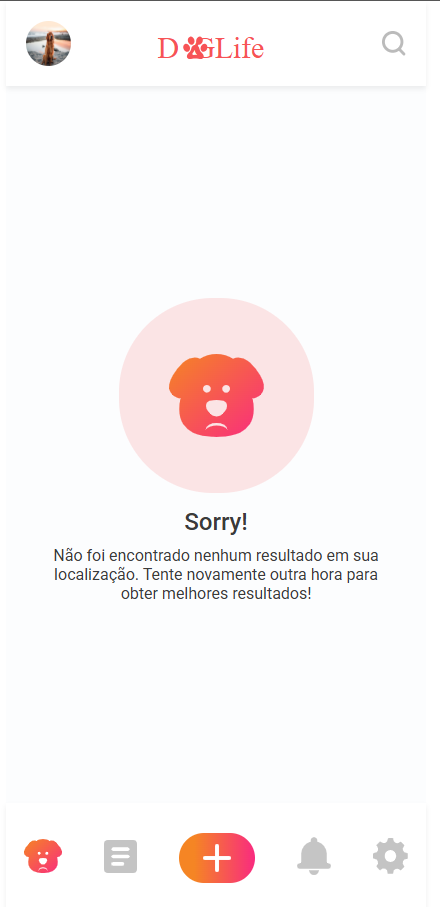 D GLife
Sorry!
Não foi encontrado nenhum resultado em sua
localização. Tente novamente outra hora para
obter melhores resultados!